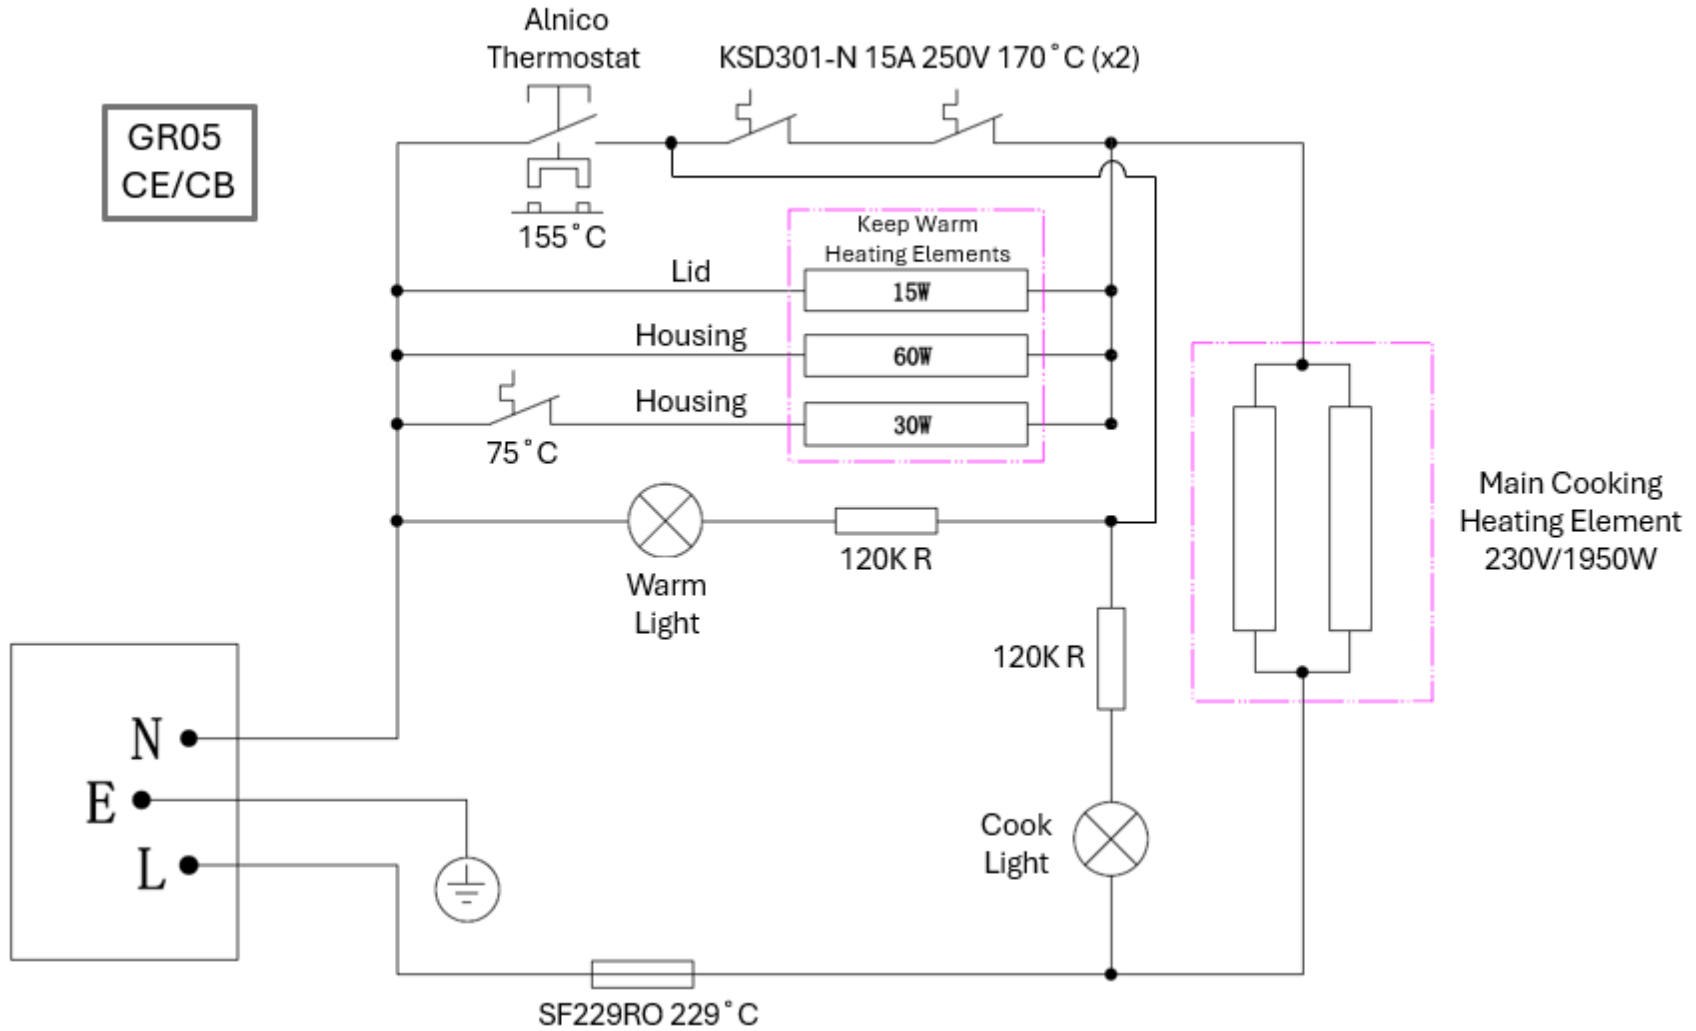 Alnico
Thermostat
KSD301-N 15A 250V 170˚C (x2)
GR05
CE/CB
155˚C
Keep Warm
Heating Elements
Lid
15W
Housing
60W
Housing
30W
75˚C
Main Cooking
Heating Element
230V/1950W
120K R
Warm
Light
120K R
N
E
L
Cook
Light
SF229RO 229˚C